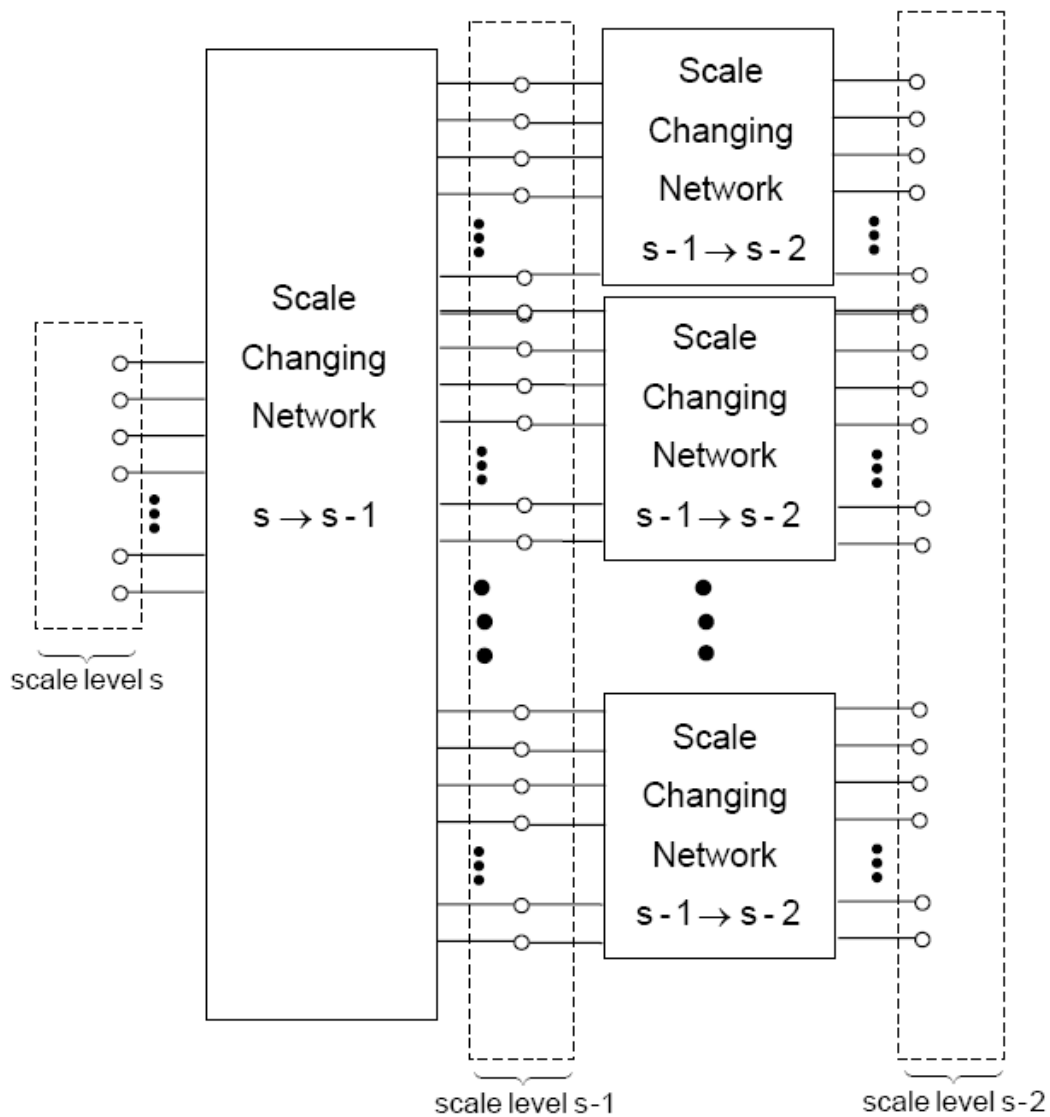 Scale
Changing
Network
s → s-1
Scale
Changing
Network
s-1 → s-2
Scale
Changing
Network
s-1 → s-2
Scale
Changing
Network
s-1 → s-2
scale level s
scale level s-1
scale level s-2